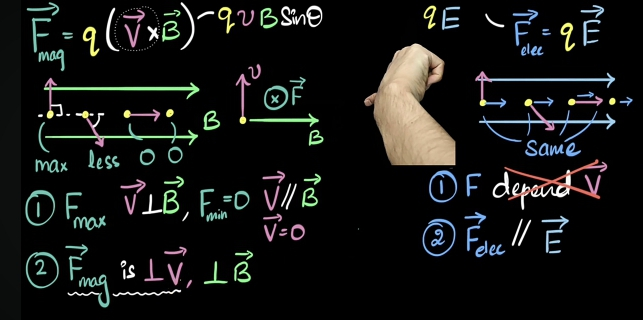 F⃗mag = q(V⃗ × B⃗) – qvB Sinθ
qE – F⃗elec = qE⃗
v
⊗F⃗
B
B
max less 0 0
same
① Fmax V⃗ ⊥ B⃗, Fmin = 0 V⃗ // B⃗
V⃗ = 0
① F depend V⃗
② F⃗elec // E⃗
② F⃗mag is ⊥ V⃗, ⊥ B⃗